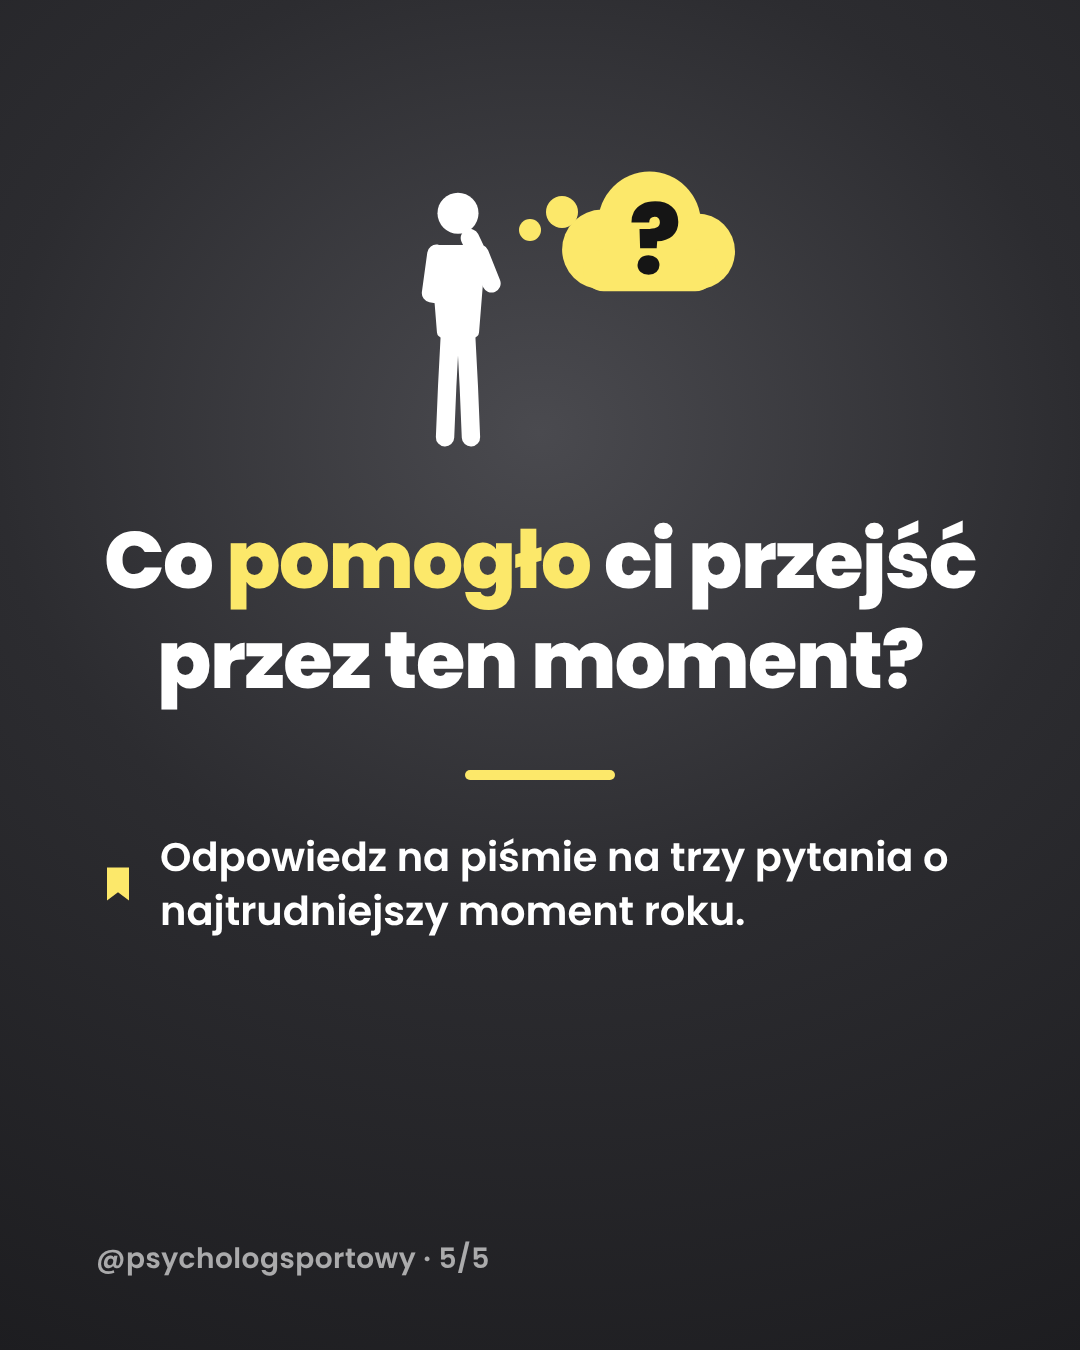 ?
Co pomogło ci przejść
przez ten moment?
Odpowiedz na piśmie na trzy pytania o
najtrudniejszy moment roku.
@psychologsportowy · 5/5